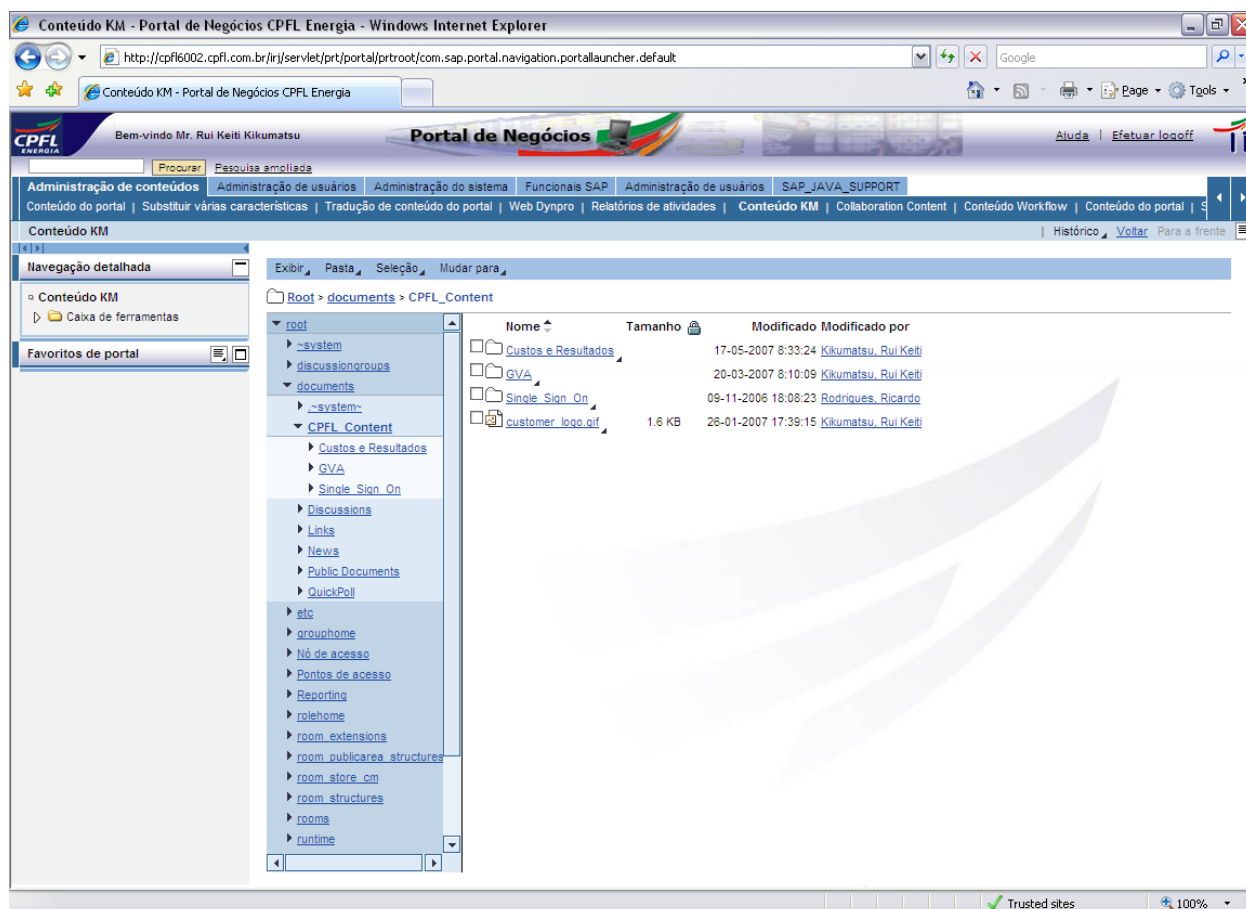 Conteúdo KM - Portal de Negócios CPFL Energia - Windows Internet Explorer
http://cpfl6002.cpfl.com.br/irj/servlet/prt/portal/prtroot/com.sap.portal.navigation.portallauncher.default
Google
Conteúdo KM - Portal de Negócios CPFL Energia
Page
Tools
CPFL
ENERGIA
Bem-vindo Mr. Rui Keiti Kikumatsu
Portal de Negócios
Ajuda | Efetuar logoff
Procurar Pesquisa ampliada
Administração de conteúdos Administração de usuários Administração do sistema Funcionais SAP Administração de usuários SAP_JAVA_SUPPORT
Conteúdo do portal | Substituir várias características | Tradução de conteúdo do portal | Web Dynpro | Relatórios de atividades | Conteúdo KM | Collaboration Content | Conteúdo Workflow | Conteúdo do portal | S
Conteúdo KM
| Histórico Voltar Para a frente
Navegação detalhada
Conteúdo KM
Caixa de ferramentas
Favoritos de portal
Exibir Pasta Seleção Mudar para
Root > documents > CPFL_Content
root
~system
discussiongroups
documents
.~system~
CPFL_Content
Custos e Resultados
GVA
Single_Sign_On
Discussions
Links
News
Public Documents
QuickPoll
etc
grouphome
Nó de acesso
Pontos de acesso
Reporting
rolehome
room_extensions
room_publicarea_structures
room_store_cm
room_structures
rooms
runtime
Nome Tamanho Modificado Modificado por
Custos e Resultados 17-05-2007 8:33:24 Kikumatsu, Rui Keiti
GVA 20-03-2007 8:10:09 Kikumatsu, Rui Keiti
Single_Sign_On 09-11-2006 18:08:23 Rodrigues, Ricardo
customer_logo.gif 1.6 KB 26-01-2007 17:39:15 Kikumatsu, Rui Keiti
Trusted sites
100%